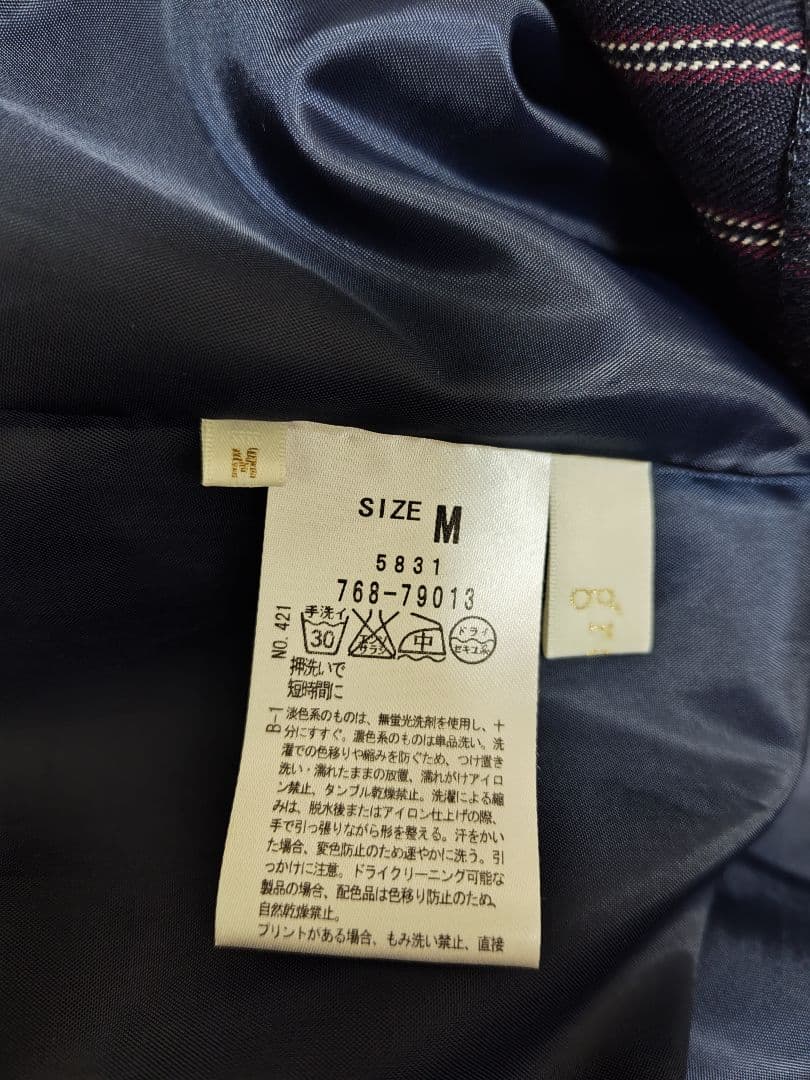 SIZE M
5831
768-79013
NO. 421
手洗イ
30
エンソ
サラシ
中
ドライ
セキユ系
押洗いで
短時間に
B-1
淡色系のものは、無蛍光洗剤を使用し、十
分にすすぐ。濃色系のものは単品洗い。洗
濯での色移りや縮みを防ぐため、つけ置き
洗い・濡れたままの放置、濡れがけアイロ
ン禁止、タンブル乾燥禁止。洗濯による縮
みは、脱水後またはアイロン仕上げの際、
手で引っ張りながら形を整える。汗をかい
た場合、変色防止のため速やかに洗う。引
っかけに注意。ドライクリーニング可能な
製品の場合、配色品は色移り防止のため、
自然乾燥禁止。
プリントがある場合、もみ洗い禁止、直接
gr